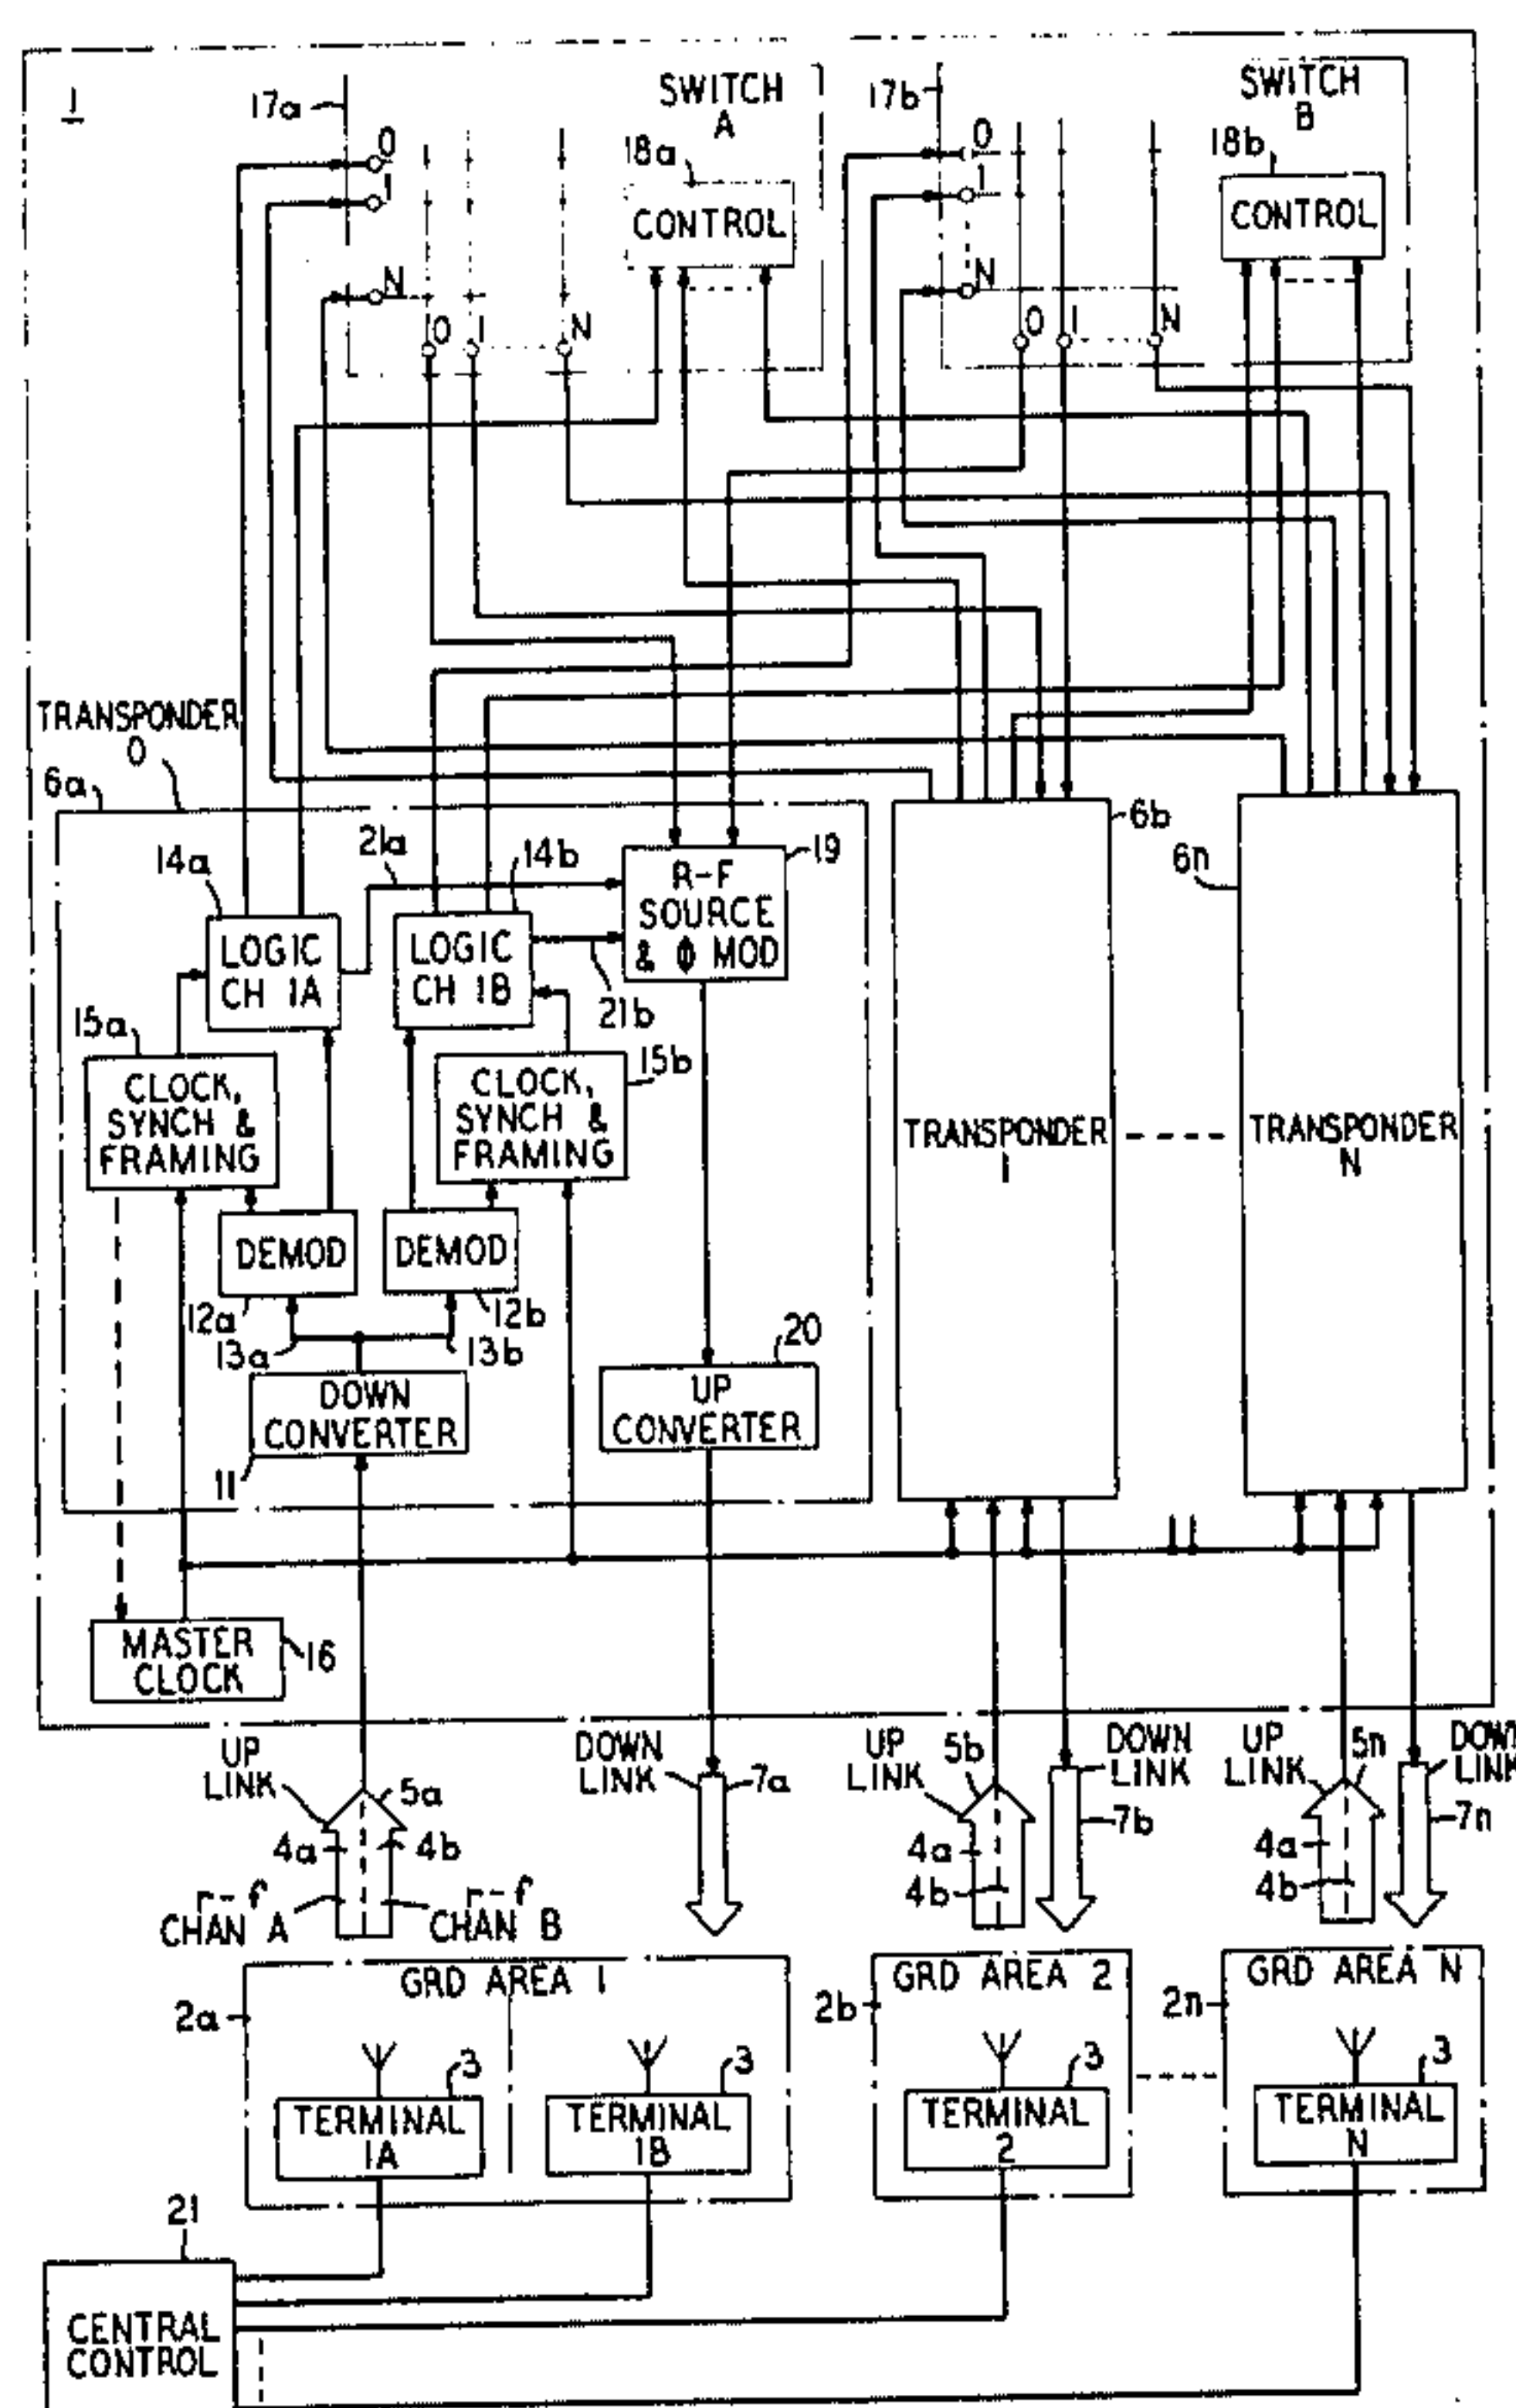 1
17a
SWITCH
A
17b
SWITCH
B
0
1
N
0
1
N
18a
CONTROL
0
1
N
0
1
N
18b
CONTROL
TRANSPONDER
0
6a
14a
21a
14b
19
6b
6n
LOGIC
CH 1A
LOGIC
CH 1B
R-F
SOURCE
& Φ MOD
21b
15a
CLOCK,
SYNCH &
FRAMING
15b
CLOCK,
SYNCH &
FRAMING
TRANSPONDER
1
TRANSPONDER
N
DEMOD
DEMOD
12a
12b
13a
13b
DOWN
CONVERTER
11
20
UP
CONVERTER
MASTER
CLOCK
16
UP
LINK
5a
4a
4b
r-f
CHAN A
r-f
CHAN B
DOWN
LINK
7a
UP
LINK
5b
4a
4b
DOWN
LINK
7b
UP
LINK
5n
4a
4b
DOWN
LINK
7n
GRD AREA 1
2a
3
TERMINAL
1A
3
TERMINAL
1B
GRD AREA 2
2b
3
TERMINAL
2
GRD AREA N
2n
3
TERMINAL
N
21
CENTRAL
CONTROL